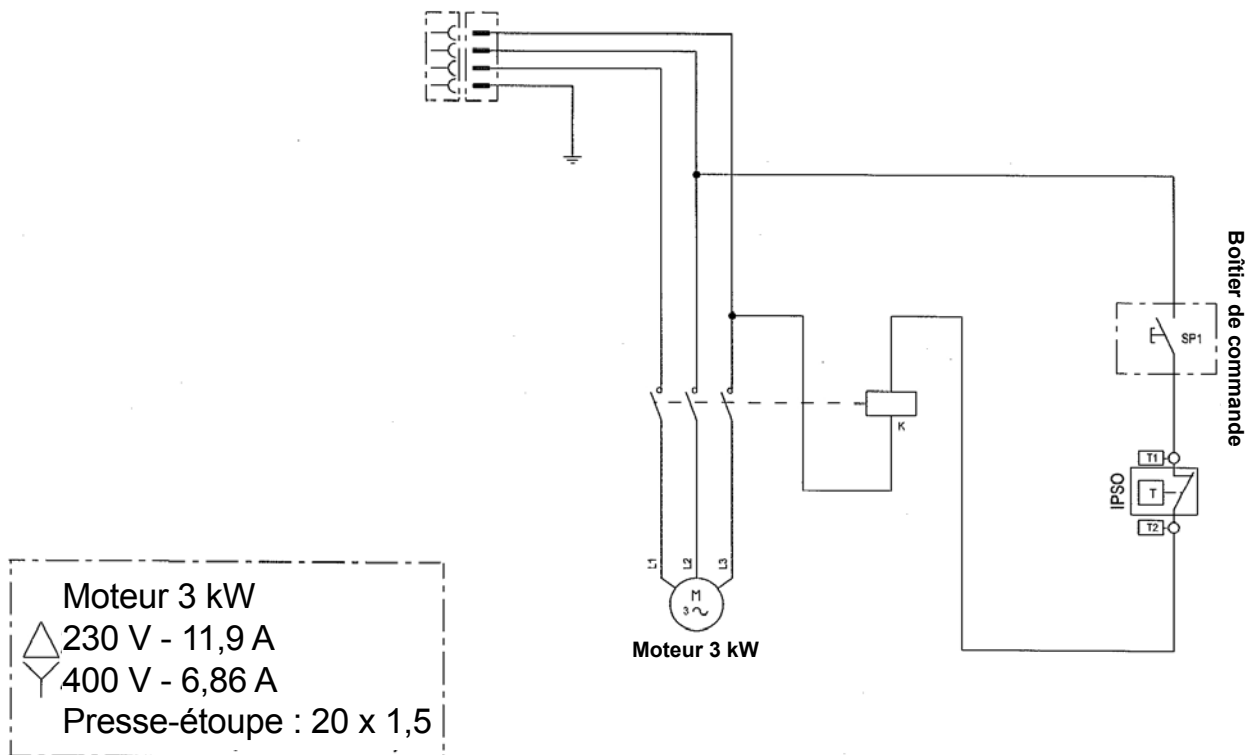 Boîtier de commande
SP1
K
T1
IPSO
T
T2
L1 L2 L3
M
3
Moteur 3 kW
Moteur 3 kW
230 V - 11,9 A
400 V - 6,86 A
Presse-étoupe : 20 x 1,5